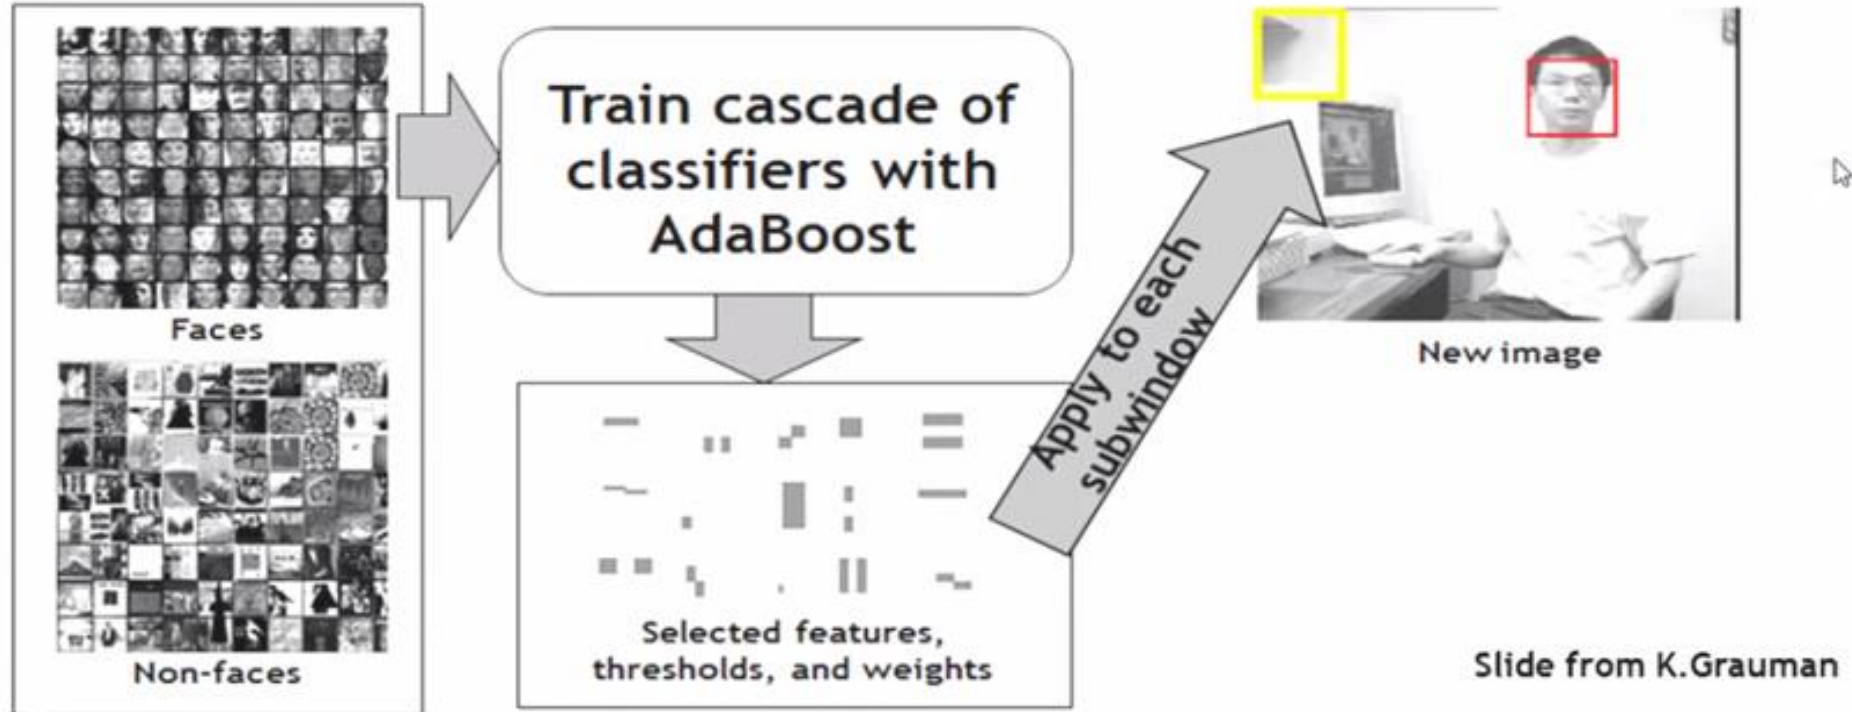 Faces
Non-faces
Train cascade of
classifiers with
AdaBoost
Selected features,
thresholds, and weights
Apply to each
subwindow
New image
Slide from K.Grauman